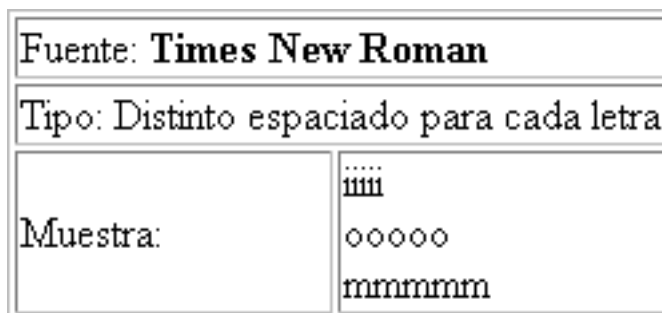 Fuente: Times New Roman
Tipo: Distinto espaciado para cada letra
Muestra:
iiiii
ooooo
mmmmm